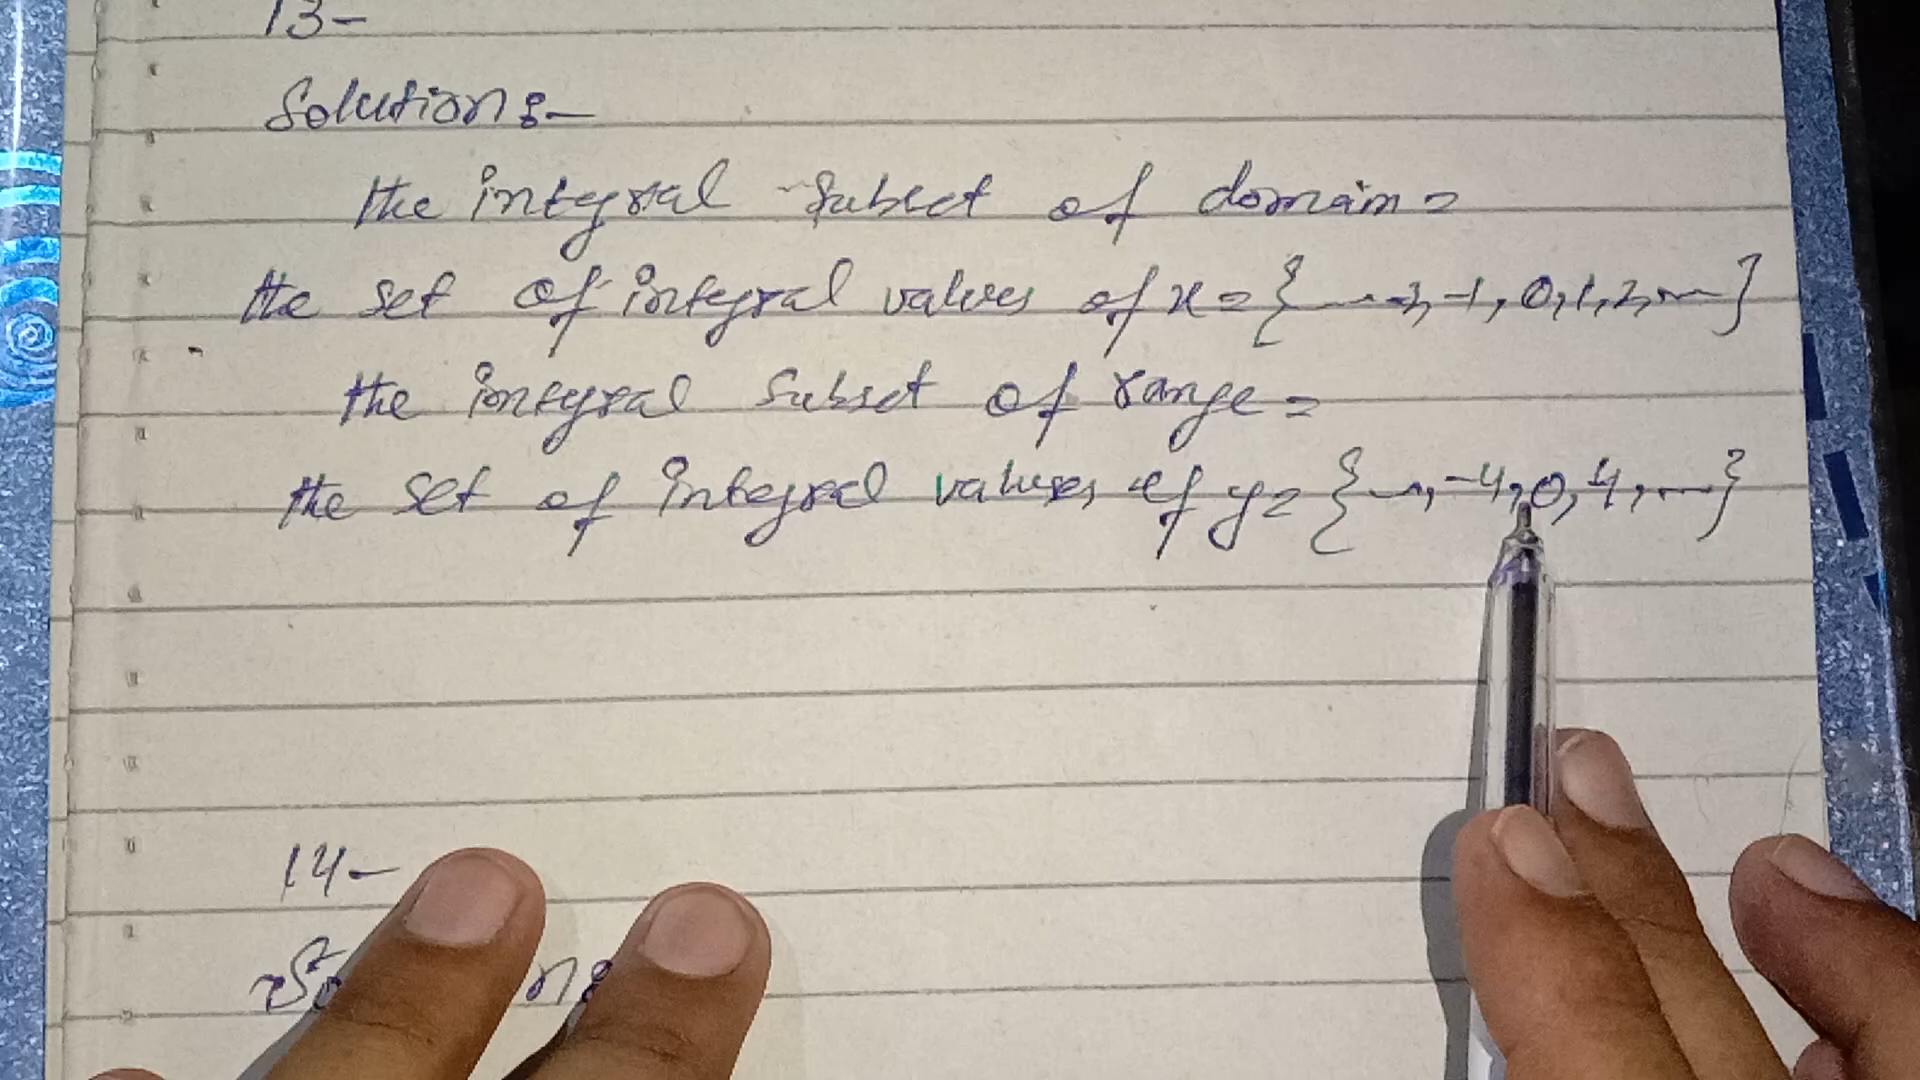 13-
Solution:-
the integral subset of domain =
the set of integral values of x = {---2, -1, 0, 1, 2, ---}
the integral subset of range =
the set of integral values of y = {---, -4, 0, 4, ---}
14-